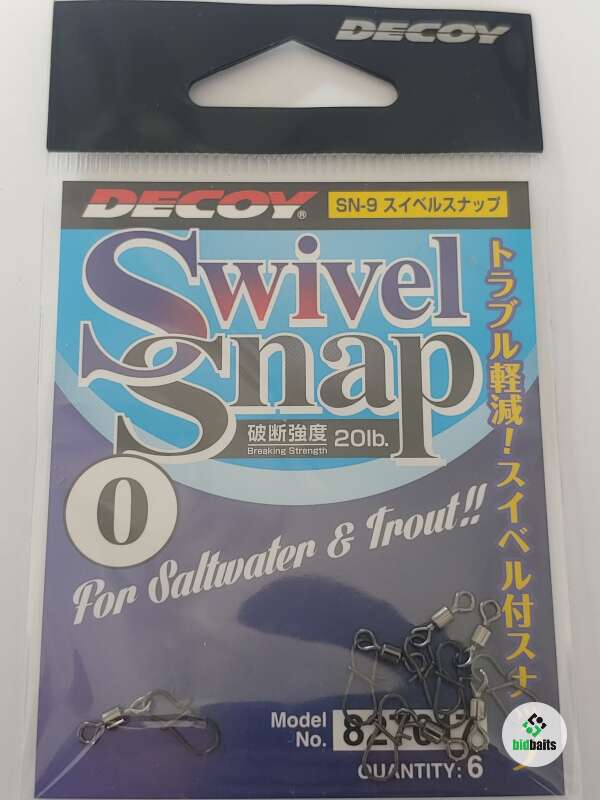 DECOY
DECOY®
SN-9 スイベルスナップ
Swivel
Snap
破断強度 20lb.
Breaking Strength
0
For Saltwater & Trout!!
トラブル軽減!スイベル付スナ
Model
No.
QUANTITY: 6
bidbaits